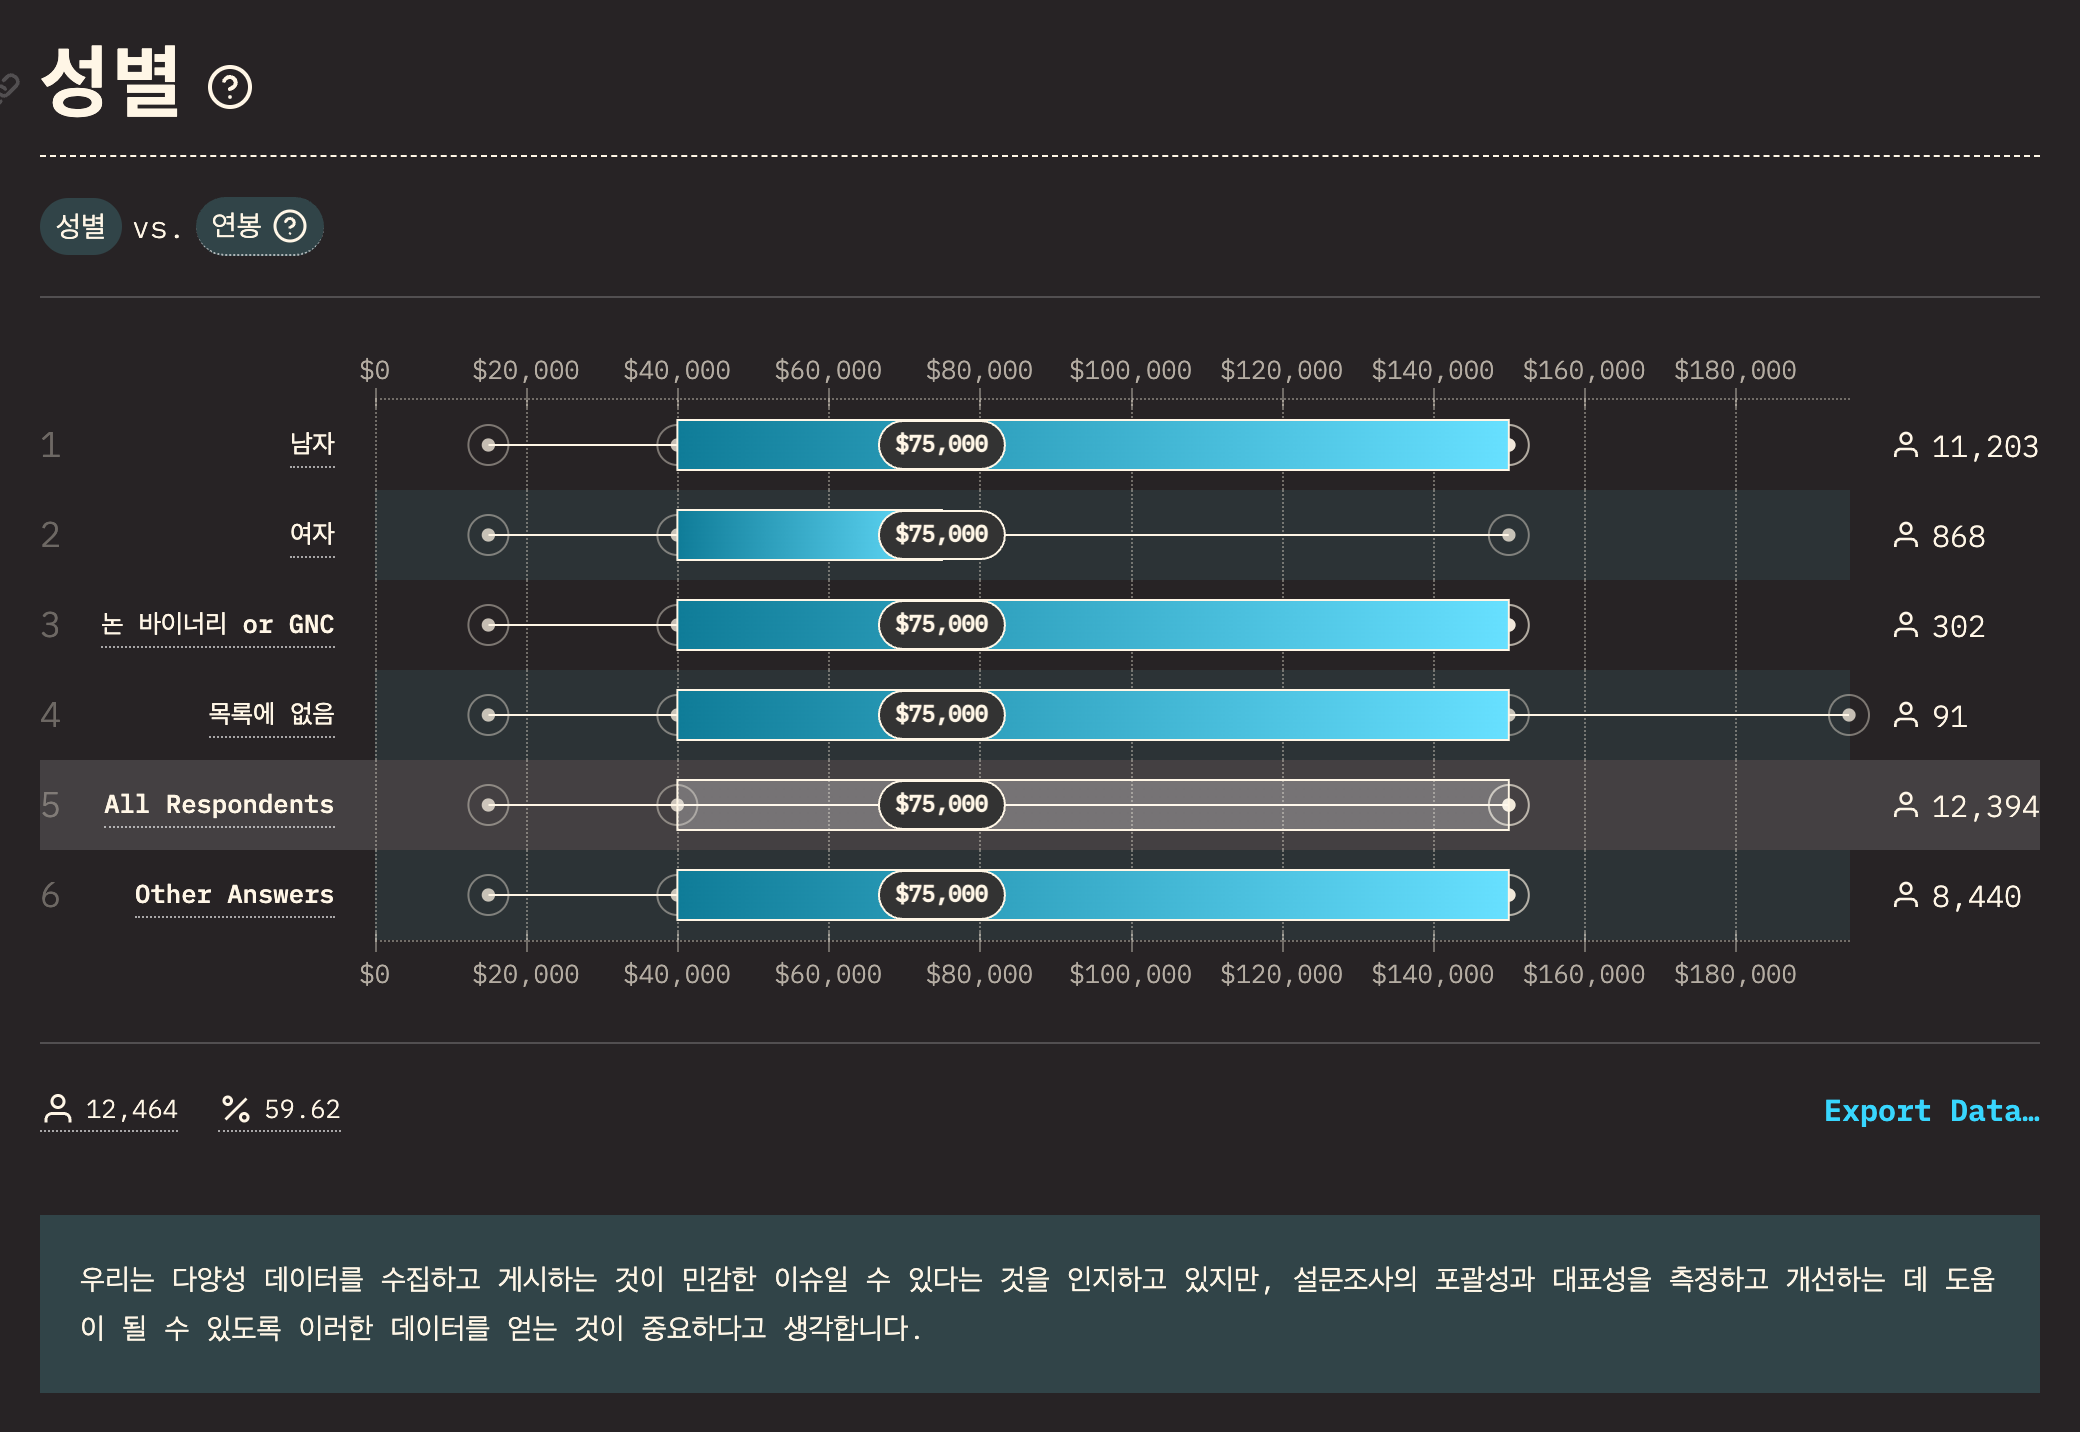 성별
성별 vs. 연봉
$0 $20,000 $40,000 $60,000 $80,000 $100,000 $120,000 $140,000 $160,000 $180,000
1 남자 $75,000 11,203
2 여자 $75,000 868
3 논 바이너리 or GNC $75,000 302
4 목록에 없음 $75,000 91
5 All Respondents $75,000 12,394
6 Other Answers $75,000 8,440
$0 $20,000 $40,000 $60,000 $80,000 $100,000 $120,000 $140,000 $160,000 $180,000
12,464 % 59.62 Export Data…
우리는 다양성 데이터를 수집하고 게시하는 것이 민감한 이슈일 수 있다는 것을 인지하고 있지만, 설문조사의 포괄성과 대표성을 측정하고 개선하는 데 도움
이 될 수 있도록 이러한 데이터를 얻는 것이 중요하다고 생각합니다.